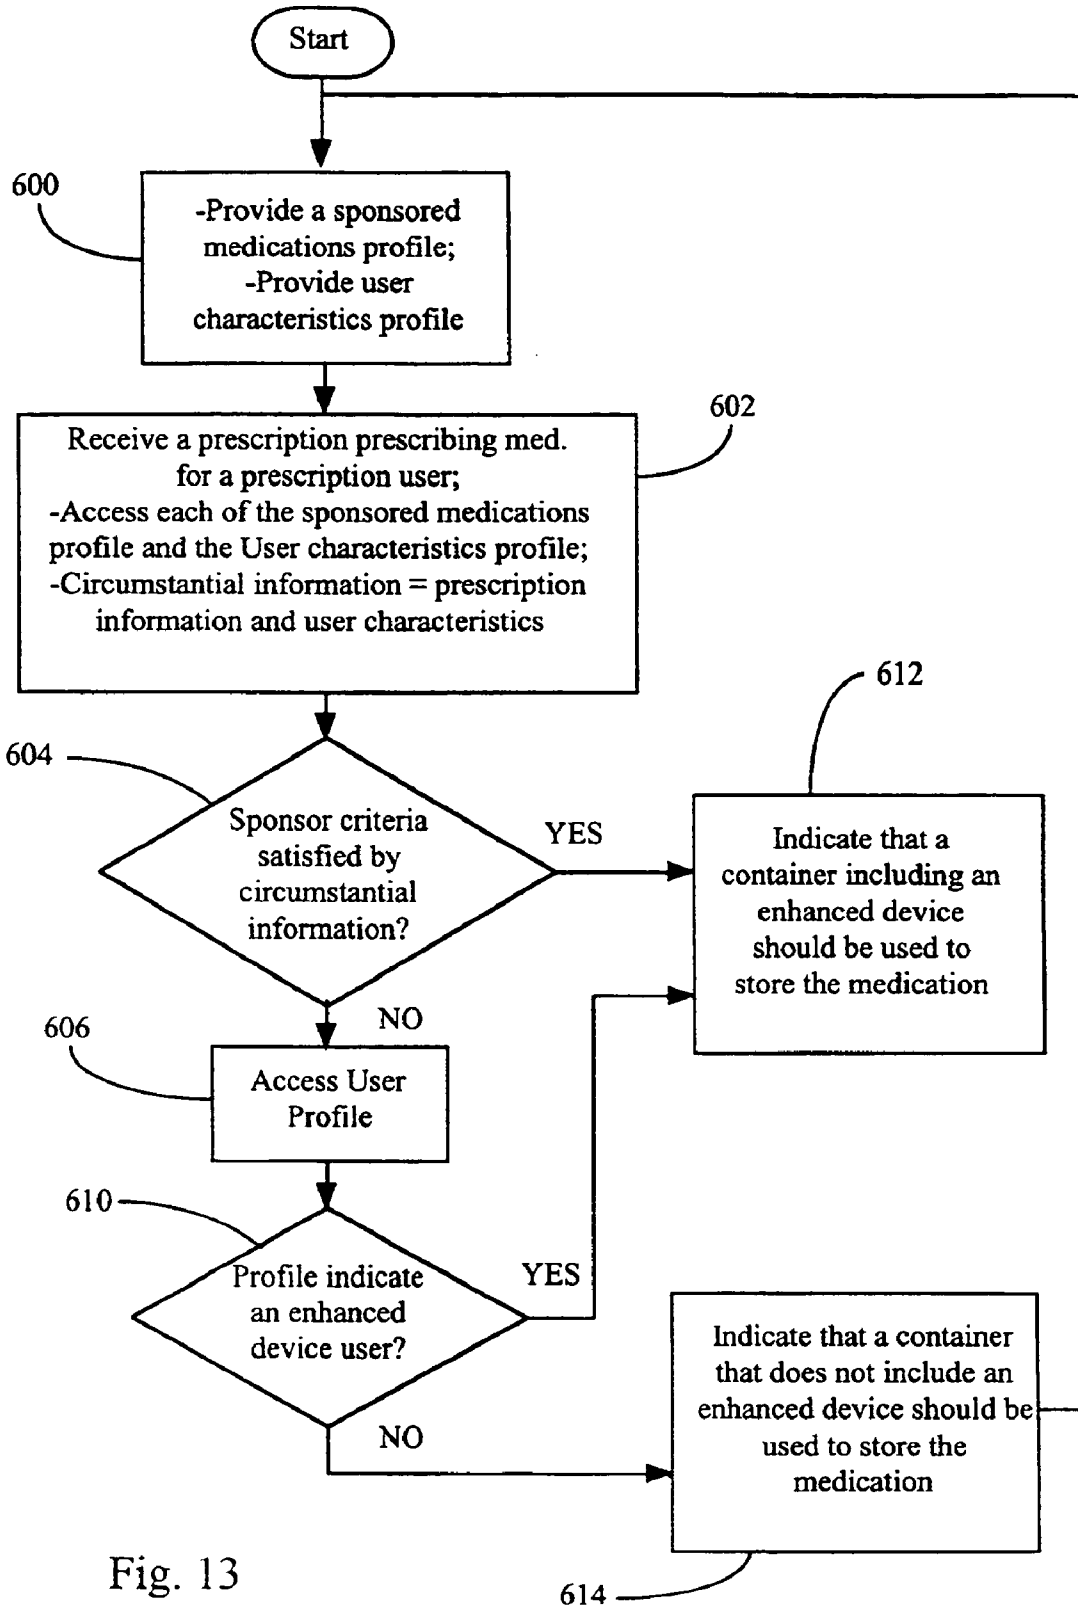 Start
600
-Provide a sponsored
medications profile;
-Provide user
characteristics profile
602
Receive a prescription prescribing med.
for a prescription user;
-Access each of the sponsored medications
profile and the User characteristics profile;
-Circumstantial information = prescription
information and user characteristics
604
Sponsor criteria
satisfied by
circumstantial
information?
YES
NO
612
Indicate that a
container including an
enhanced device
should be used to
store the medication
606
Access User
Profile
610
Profile indicate
an enhanced
device user?
YES
NO
Indicate that a container
that does not include an
enhanced device should be
used to store the
medication
614
Fig. 13